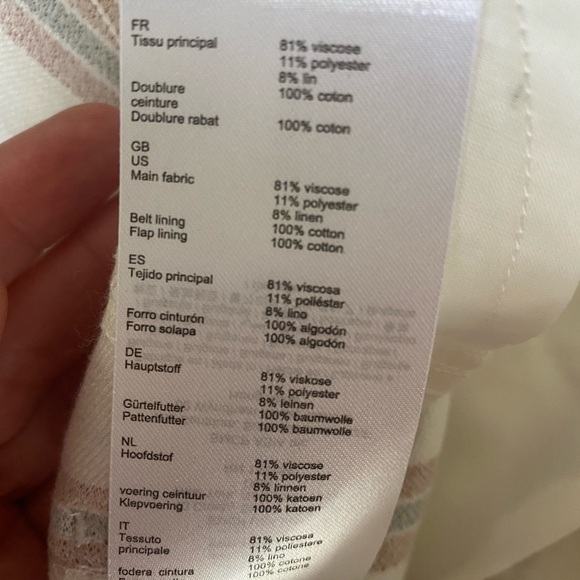 FR
Tissu principal 81% viscose
11% polyester
8% lin
Doublure ceinture 100% coton
Doublure rabat 100% coton
GB
US
Main fabric 81% viscose
11% polyester
8% linen
Belt lining 100% cotton
Flap lining 100% cotton
ES
Tejido principal 81% viscosa
11% poliéster
8% lino
Forro cinturón 100% algodón
Forro solapa 100% algodón
DE
Hauptstoff 81% viskose
11% polyester
8% leinen
Gürtelfutter 100% baumwolle
Pattenfutter 100% baumwolle
NL
Hoofdstof 81% viscose
11% polyester
8% linnen
voering ceintuur 100% katoen
Klepvoering 100% katoen
IT
Tessuto principale 81% viscosa
11% poliestere
8% lino
fodera cintura 100% cotone
100% cotone